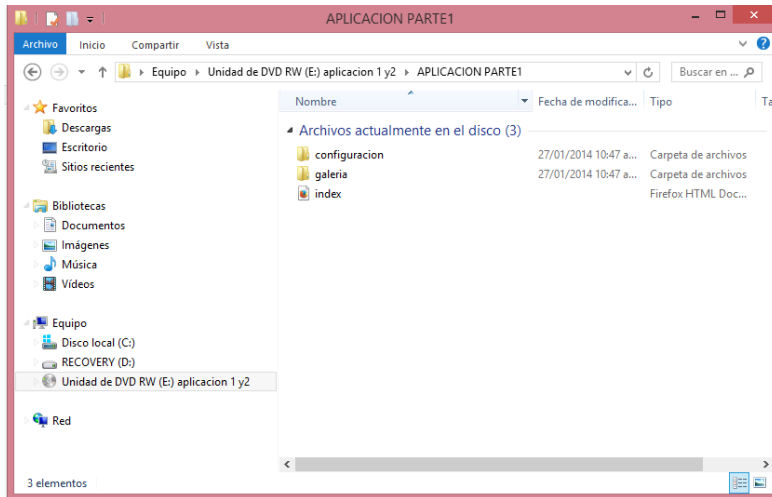 APLICACION PARTE1
Archivo Inicio Compartir Vista
Equipo Unidad de DVD RW (E:) aplicacion 1 y2 APLICACION PARTE1 Buscar en ...
Favoritos
Descargas
Escritorio
Sitios recientes
Bibliotecas
Documentos
Imágenes
Música
Vídeos
Equipo
Disco local (C:)
RECOVERY (D:)
Unidad de DVD RW (E:) aplicacion 1 y2
Red
Nombre Fecha de modifica... Tipo Ta
Archivos actualmente en el disco (3)
configuracion 27/01/2014 10:47 a... Carpeta de archivos
galeria 27/01/2014 10:47 a... Carpeta de archivos
index Firefox HTML Doc...
3 elementos